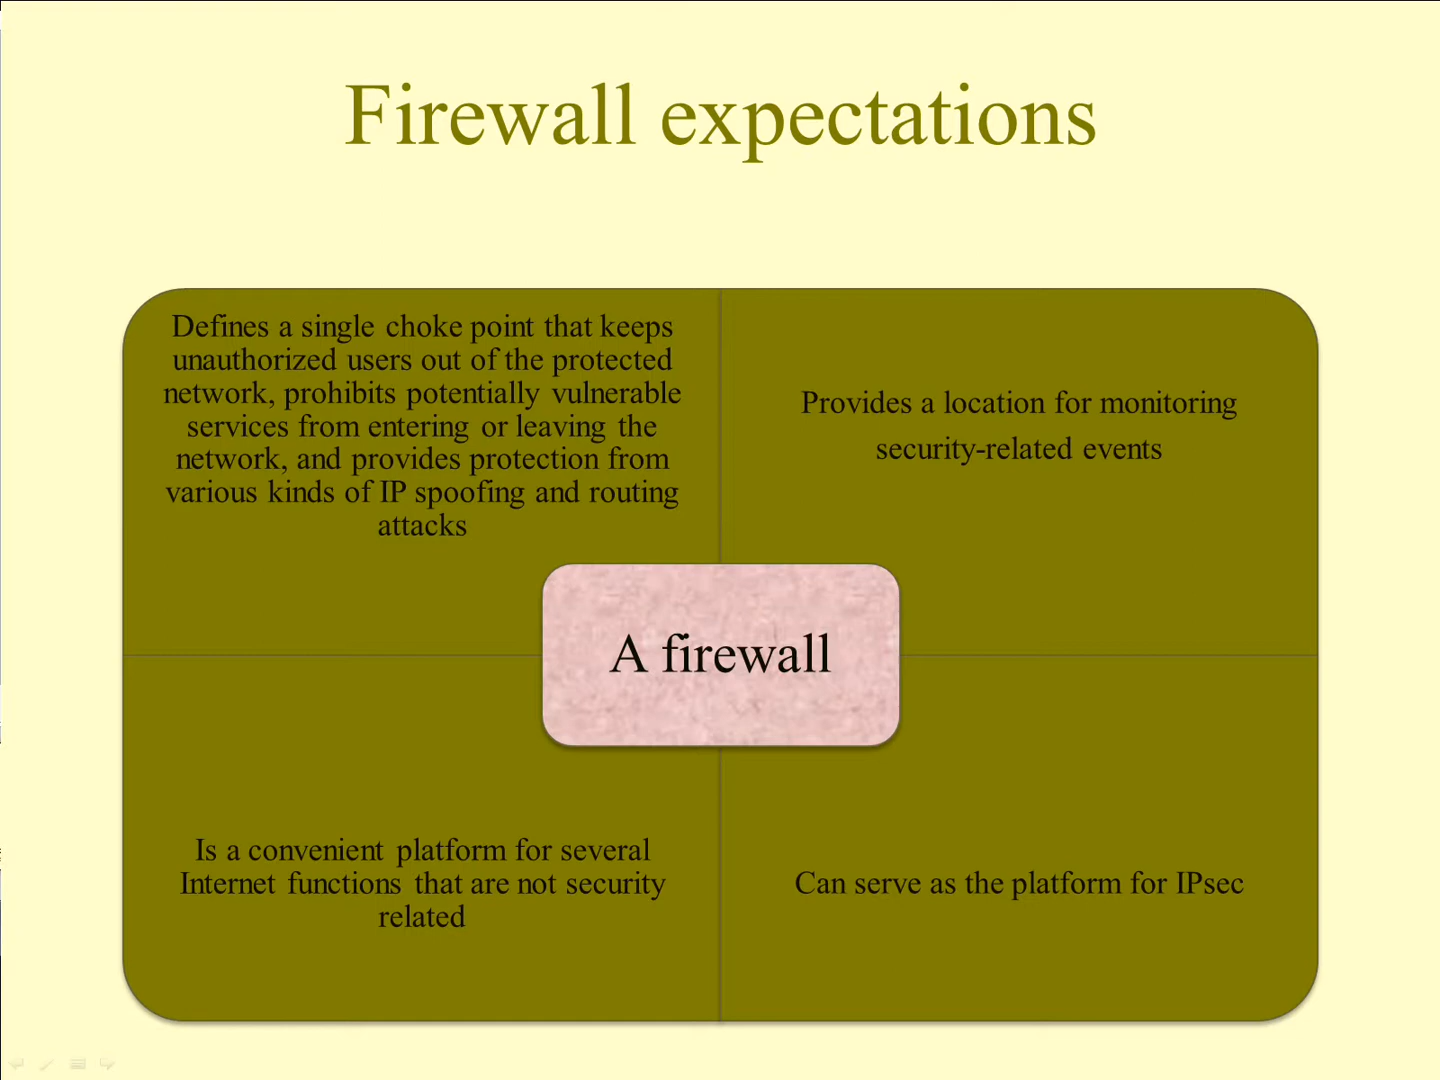 Firewall expectations
Defines a single choke point that keeps
unauthorized users out of the protected
network, prohibits potentially vulnerable
services from entering or leaving the
network, and provides protection from
various kinds of IP spoofing and routing
attacks
Provides a location for monitoring
security-related events
A firewall
Is a convenient platform for several
Internet functions that are not security
related
Can serve as the platform for IPsec